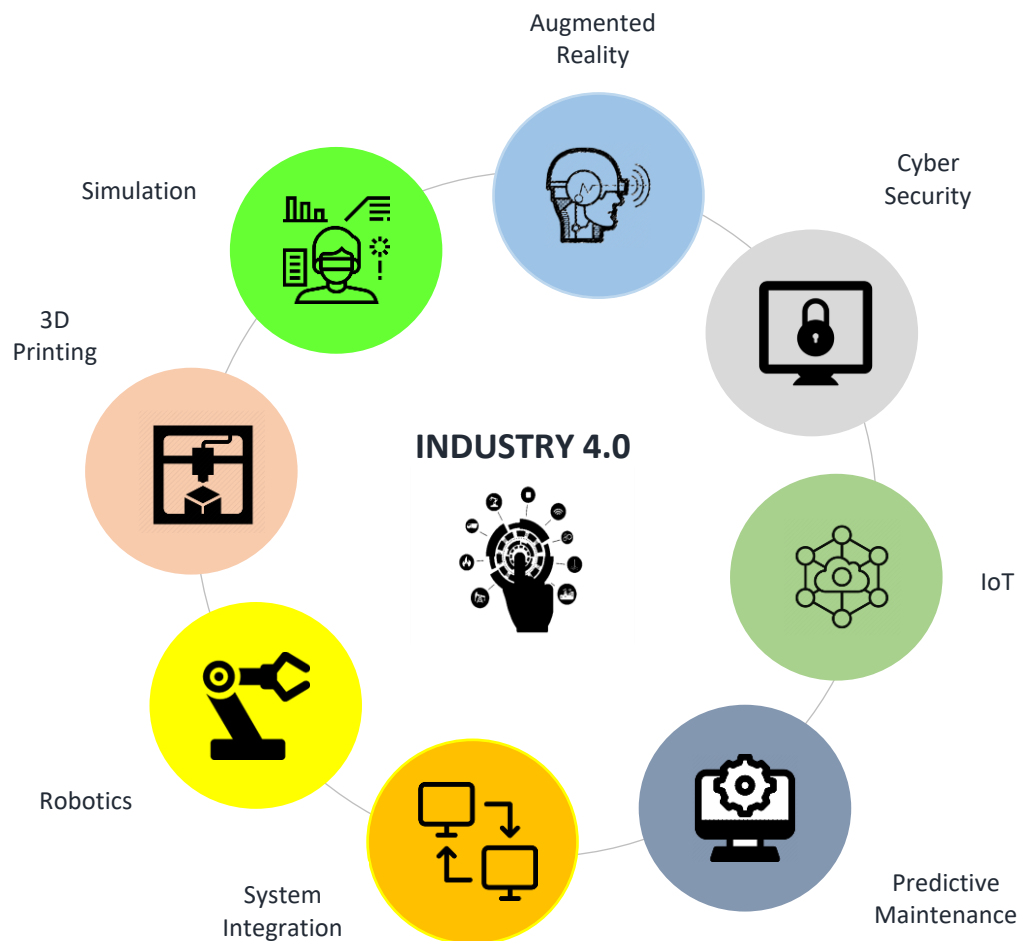 Augmented
Reality
Cyber
Security
Simulation
3D
Printing
INDUSTRY 4.0
IoT
Robotics
System
Integration
Predictive
Maintenance